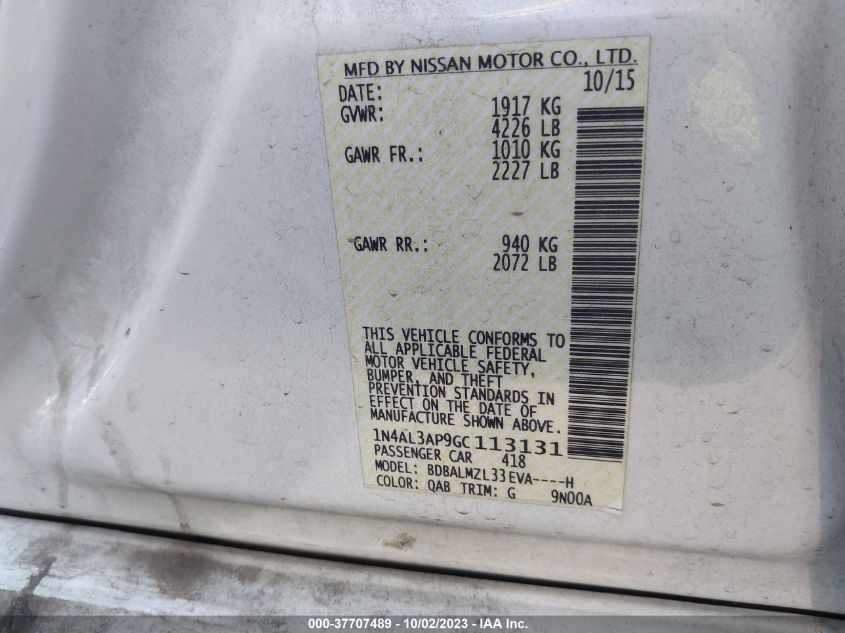 MFD BY NISSAN MOTOR CO., LTD.
DATE: 10/15
GVWR: 1917 KG
4226 LB
GAWR FR.: 1010 KG
2227 LB
GAWR RR.: 940 KG
2072 LB
THIS VEHICLE CONFORMS TO
ALL APPLICABLE FEDERAL
MOTOR VEHICLE SAFETY,
BUMPER, AND THEFT
PREVENTION STANDARDS IN
EFFECT ON THE DATE OF
MANUFACTURE SHOWN ABOVE.
1N4AL3AP9GC113131
PASSENGER CAR 418
MODEL: BDBALMZL33EVA----H
COLOR: QAB TRIM: G 9N00A
000-37707489 - 10/02/2023 - IAA Inc.